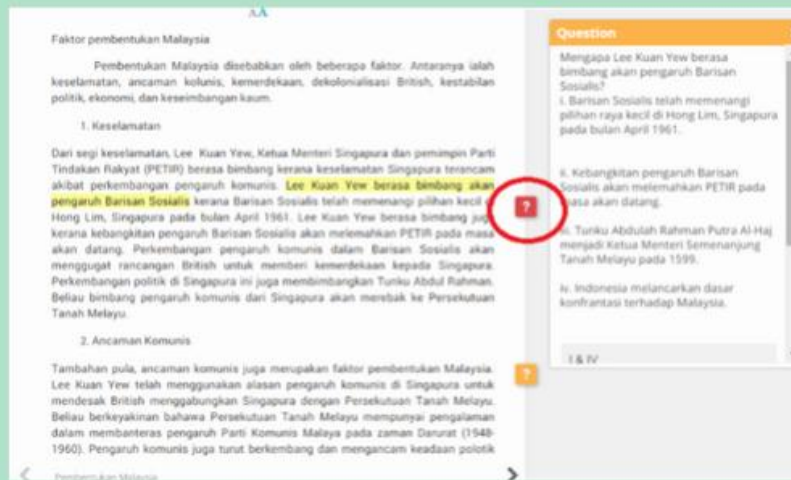 AA
Faktor pembentukan Malaysia
Pembentukan Malaysia disebabkan oleh beberapa faktor. Antaranya ialah
keselamatan, ancaman kolunis, kemerdekaan, dekolonialisasi British, kestabilan
politik, ekonomi, dan keseimbangan kaum.
1. Keselamatan
Dari segi keselamatan, Lee Kuan Yew, Ketua Menteri Singapura dan pemimpin Parti
Tindakan Rakyat (PETIR) berasa bimbang kerana keselamatan Singapura terancam
akibat perkembangan pengaruh komunis. Lee Kuan Yew berasa bimbang akan
pengaruh Barisan Sosialis kerana Barisan Sosialis telah memenangi pilihan kecil
Hong Lim, Singapura pada bulan April 1961. Lee Kuan Yew berasa bimbang
kerana kebangkitan pengaruh Barisan Sosialis akan melemahkan PETIR pada masa
akan datang. Perkembangan pengaruh komunis dalam Barisan Sosialis akan
menggugat rancangan British untuk memberi kemerdekaan kepada Singapura.
Perkembangan politik di Singapura ini juga membimbangkan Tunku Abdul Rahman.
Beliau bimbang pengaruh komunis dari Singapura akan merebak ke Persekutuan
Tanah Melayu.
2. Ancaman Komunis
Tambahan pula, ancaman komunis juga merupakan faktor pembentukan Malaysia.
Lee Kuan Yew telah menggunakan alasan pengaruh komunis di Singapura untuk
mendesak British menggabungkan Singapura dengan Persekutuan Tanah Melayu.
Beliau berkeyakinan bahawa Persekutuan Tanah Melayu mempunyai pengalaman
dalam membanteras pengaruh Parti Komunis Malaya pada zaman Darurat (1948-
1960). Pengaruh komunis juga turut berkembang dan mengancam keadaan polotik
Pembentukan Malaysia
?
?
Question
Mengapa Lee Kuan Yew berasa
bimbang akan pengaruh Barisan
Sosialis?
i. Barisan Sosialis telah memenangi
pilihan raya kecil di Hong Lim, Singapura
pada bulan April 1961.
ii. Kebangkitan pengaruh Barisan
Sosialis akan melemahkan PETIR pada
masa akan datang.
iii. Tunku Abdulah Rahman Putra Al-Haj
menjadi Ketua Menteri Semenanjung
Tanah Melayu pada 1599.
iv. Indonesia melancarkan dasar
konfrantasi terhadap Malaysia.
I & IV